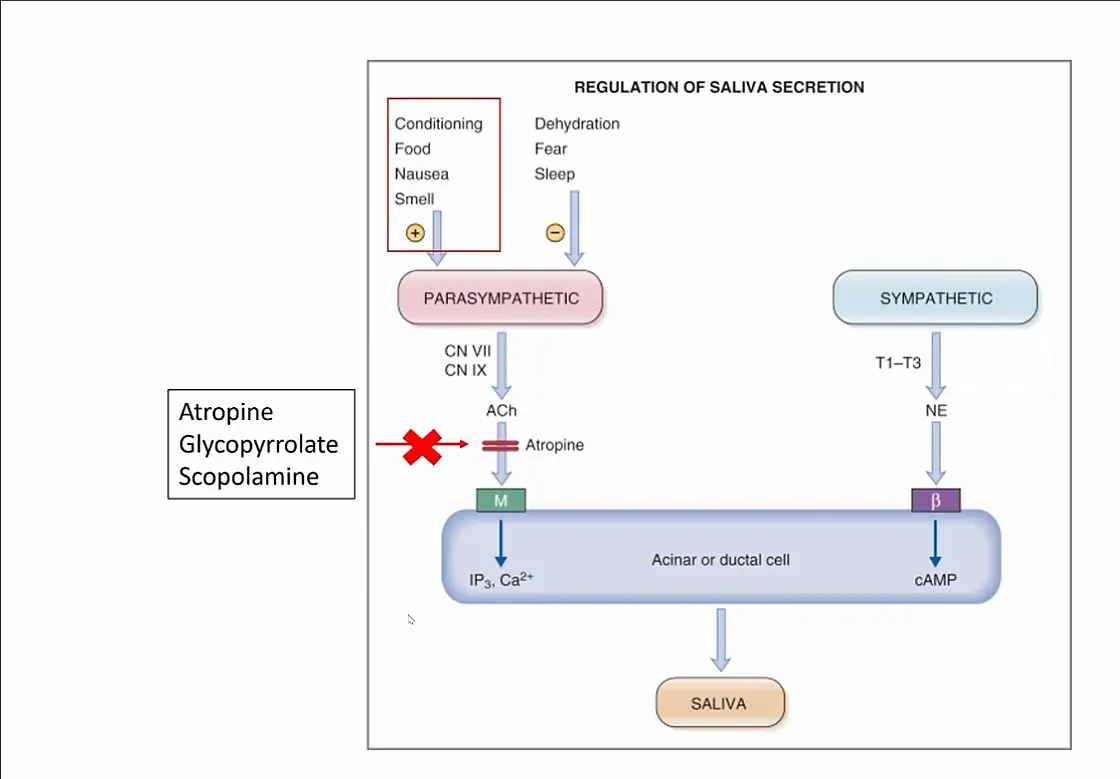 REGULATION OF SALIVA SECRETION
Conditioning
Food
Nausea
Smell
+
Dehydration
Fear
Sleep
−
PARASYMPATHETIC
SYMPATHETIC
CN VII
CN IX
T1–T3
ACh
NE
Atropine
Glycopyrrolate
Scopolamine
Atropine
M
β
Acinar or ductal cell
IP₃, Ca²⁺
cAMP
SALIVA